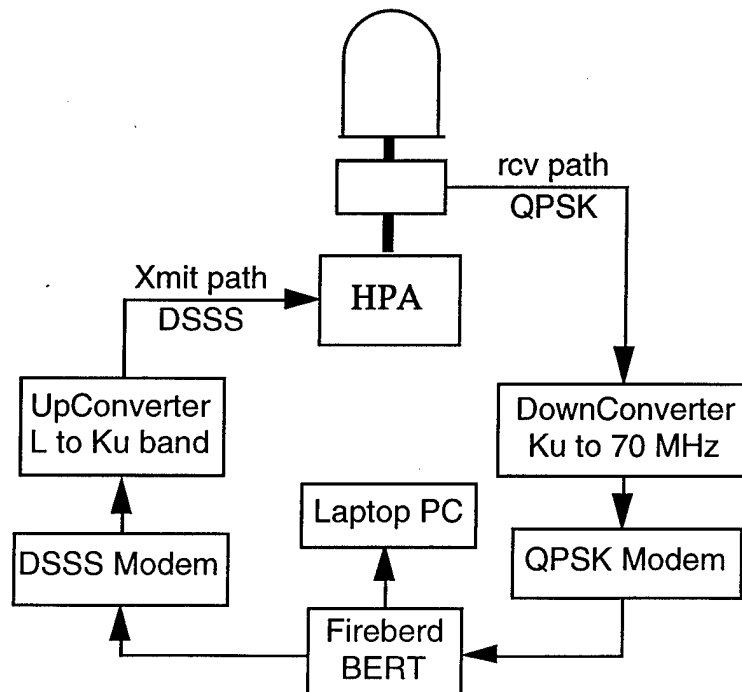 rcv path
QPSK
Xmit path
DSSS
HPA
UpConverter
L to Ku band
DownConverter
Ku to 70 MHz
Laptop PC
DSSS Modem
QPSK Modem
Fireberd
BERT